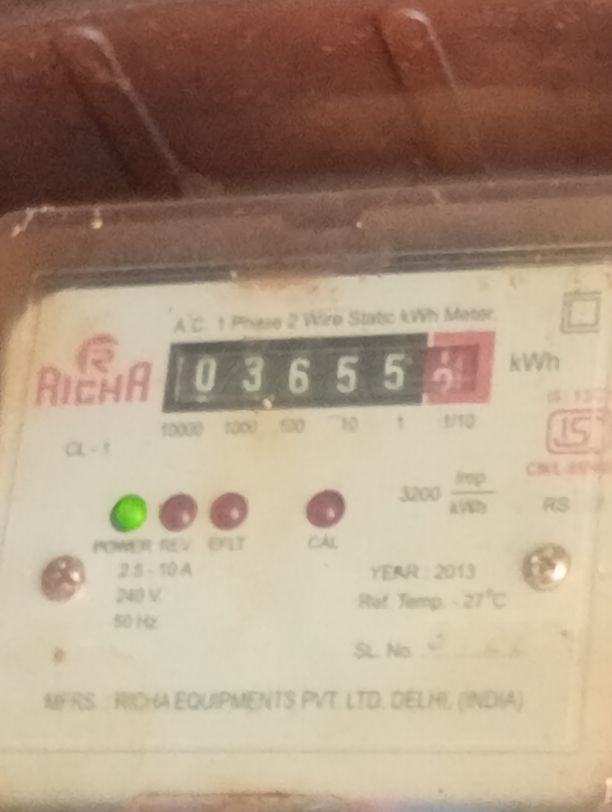 A.C. 1 Phase 2 Wire Static kWh Meter
RICHA
0 3 6 5 5
kWh
10000 1000 100 10 1 1/10
CL - 1
3200 Imp
kWh
RS
POWER REV EFLT CAL
2.5 - 10 A
240 V.
50 Hz
YEAR : 2013
Ref. Temp. - 27°C
SL. No.
MFRS. : RICHA EQUIPMENTS PVT. LTD. DELHI, (INDIA)